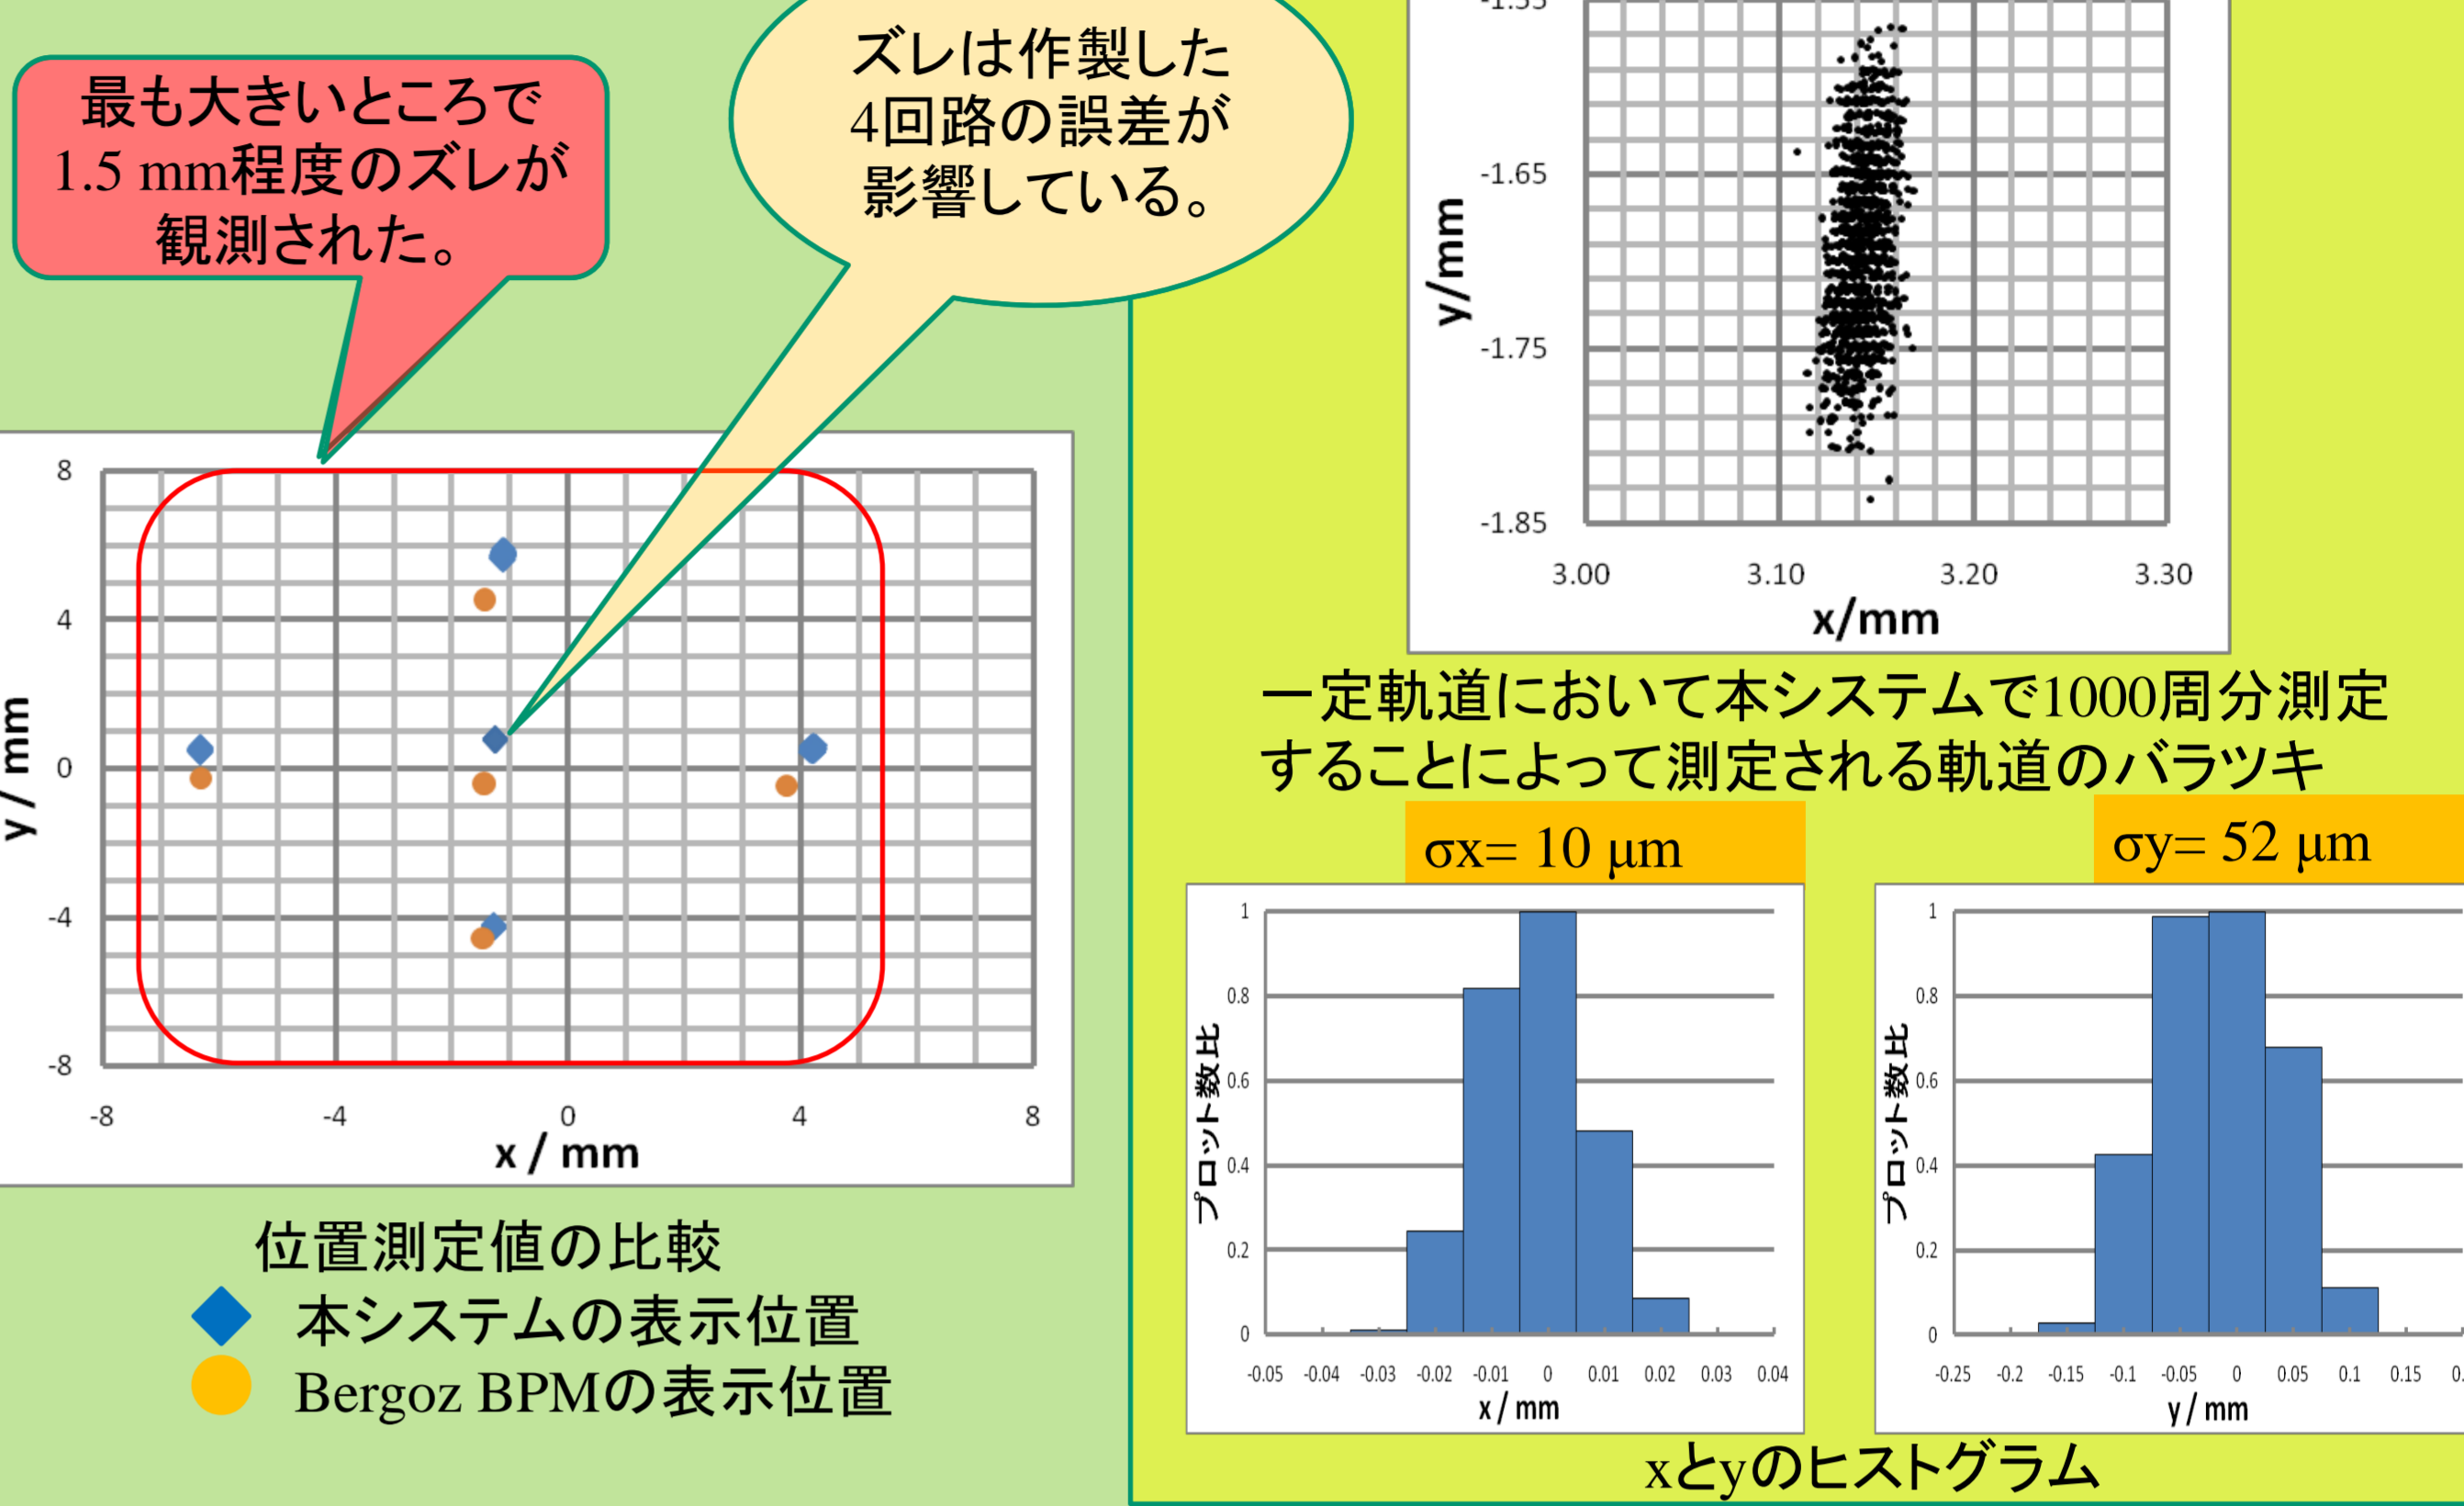 最も大きいところで
1.5 mm程度のズレが
観測された。
ズレは作製した
4回路の誤差が
影響している。
8
4
0
-4
-8
y / mm
-8 -4 0 4 8
x / mm
位置測定値の比較
本システムの表示位置
Bergoz BPMの表示位置
-1.55
-1.65
-1.75
-1.85
y/mm
3.00 3.10 3.20 3.30
x/mm
一定軌道において本システムで1000周分測定
することによって測定される軌道のバラツキ
σx= 10 μm
1
0.8
0.6
0.4
0.2
0
プロット数比
-0.05 -0.04 -0.03 -0.02 -0.01 0 0.01 0.02 0.03 0.04
x / mm
σy= 52 μm
1
0.8
0.6
0.4
0.2
0
プロット数比
-0.25 -0.2 -0.15 -0.1 -0.05 0 0.05 0.1 0.15
y / mm
xとyのヒストグラム